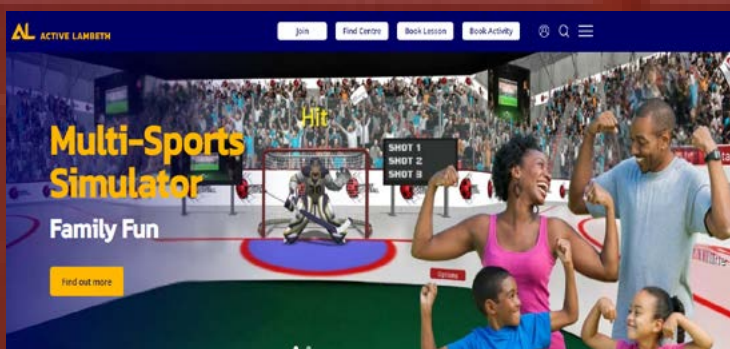 AL ACTIVE LAMBETH
Join
Find Centre
Book Lesson
Book Activity
Hit
Multi-Sports
Simulator
SHOT 1
SHOT 2
SHOT 3
Family Fun
Options
Find out more